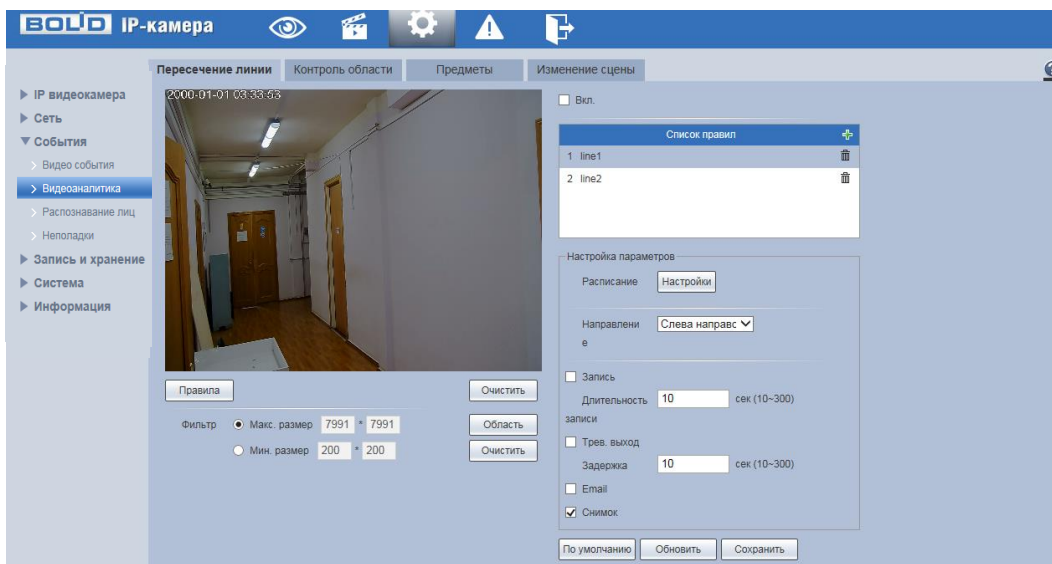 BOLID IP-камера
Пересечение линии Контроль области Предметы Изменение сцены
IP видеокамера
Сеть
События
Видео события
Видеоаналитика
Распознавание лиц
Неполадки
Запись и хранение
Система
Информация
2000-01-01 03:33:53
Правила Очистить
Фильтр Макс. размер 7991 * 7991 Область
Мин. размер 200 * 200 Очистить
Вкл.
Список правил
1 line1
2 line2
Настройка параметров
Расписание Настройки
Направлени Слева направс
е
Запись
Длительность 10 сек (10~300)
записи
Трев. выход
Задержка 10 сек (10~300)
Email
Снимок
По умолчанию Обновить Сохранить